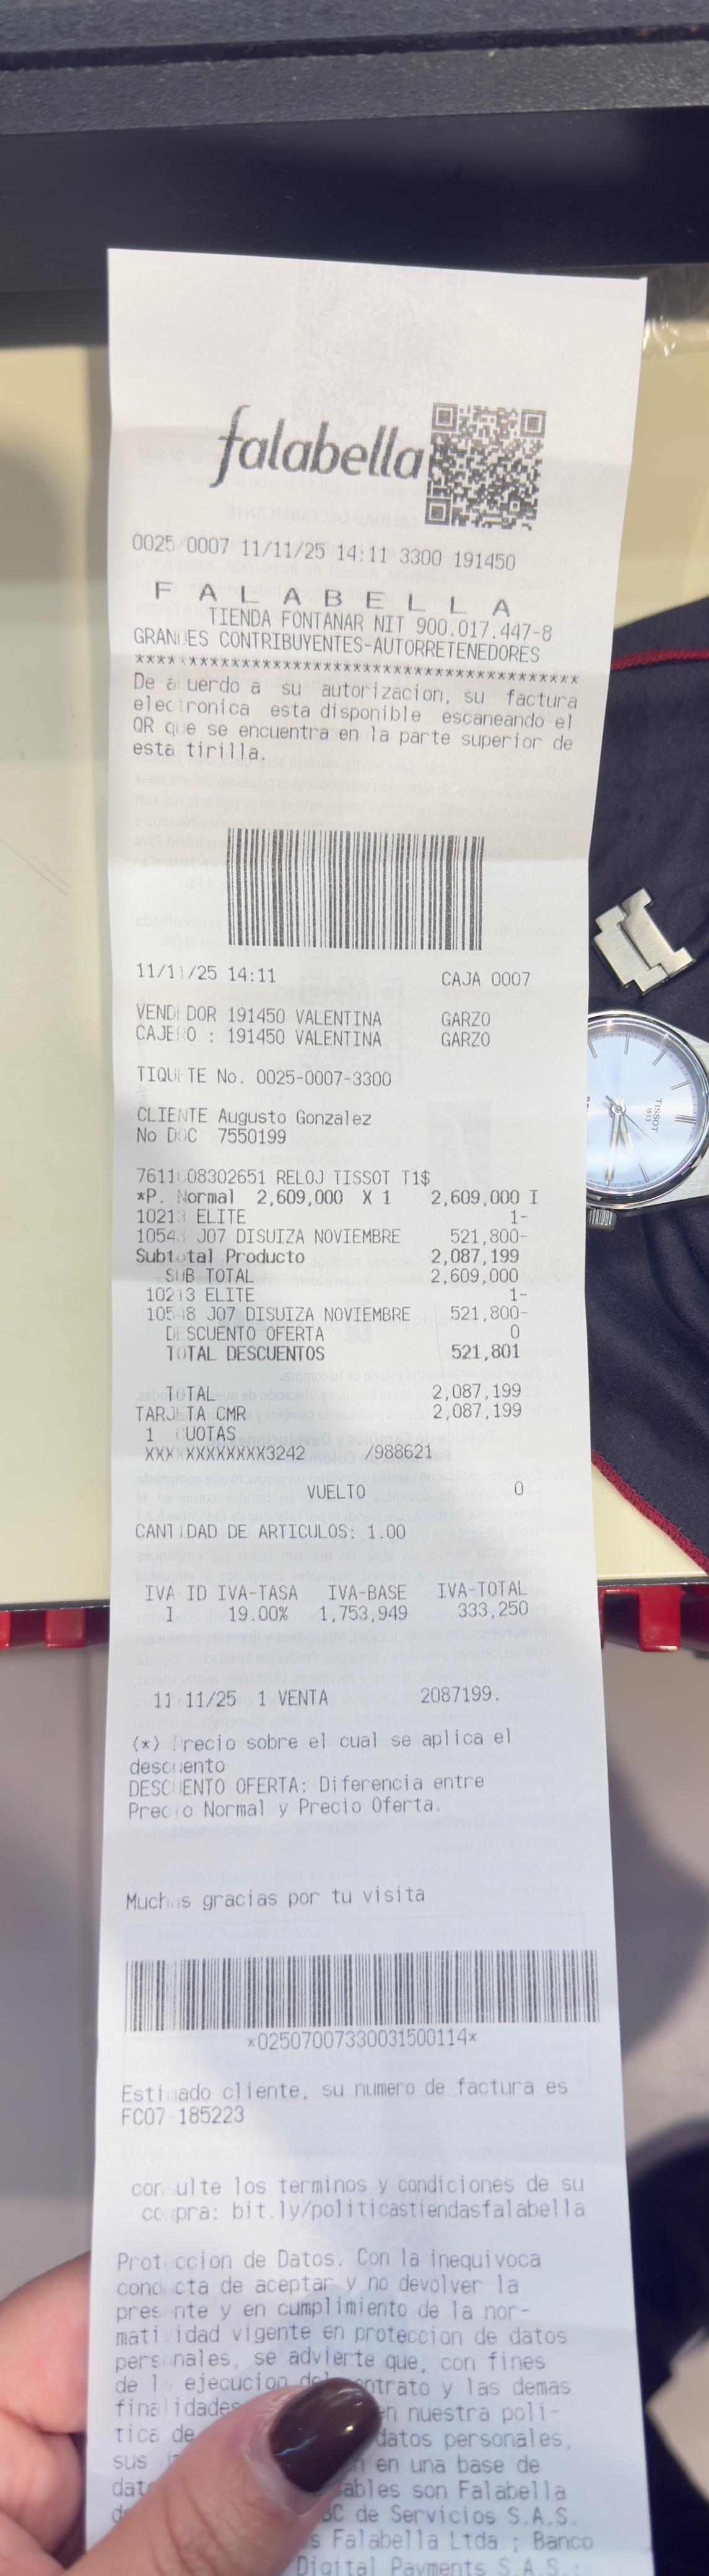 falabella
0025 0007 11/11/25 14:11 3300 191450
F A L A B E L L A
TIENDA FONTANAR NIT 900.017.447-8
GRANDES CONTRIBUYENTES-AUTORRETENEDORES
******************************************
De acuerdo a su autorizacion, su factura
electronica esta disponible escaneando el
QR que se encuentra en la parte superior de
esta tirilla.
11/11/25 14:11 CAJA 0007
VENDEDOR 191450 VALENTINA GARZO
CAJERO : 191450 VALENTINA GARZO
TIQUETE No. 0025-0007-3300
CLIENTE Augusto Gonzalez
No DOC 7550199
RELOJ TISSOT T1$
*P. Normal 2,609,000 X 1 2,609,000 I
10213 ELITE 1-
10548 J07 DISUIZA NOVIEMBRE 521,800-
Subtotal Producto 2,087,199
SUB TOTAL 2,609,000
10213 ELITE 1-
10548 J07 DISUIZA NOVIEMBRE 521,800-
DESCUENTO OFERTA 0
TOTAL DESCUENTOS 521,801
TOTAL 2,087,199
TARJETA CMR 2,087,199
1 CUOTAS
XXXXXXXXXXXX3242 /988621
VUELTO 0
CANTIDAD DE ARTICULOS: 1.00
IVA ID IVA-TASA IVA-BASE IVA-TOTAL
I 19.00% 1,753,949 333,250
11/11/25 1 VENTA 2087199.
(*) Precio sobre el cual se aplica el
descuento
DESCUENTO OFERTA: Diferencia entre
Precio Normal y Precio Oferta.
Muchas gracias por tu visita
*02507007330031500114*
Estimado cliente, su numero de factura es
FC07 185223
consulte los terminos y condiciones de su
compra: bit.ly/politicastiendasfalabella
Proteccion de Datos. Con la inequivoca
conducta de aceptar y no devolver la
presente y en cumplimiento de la nor-
matividad vigente en proteccion de datos
personales, se advierte que, con fines
de la ejecucion del contrato y las demas
finalidades en nuestra poli-
tica de datos personales,
sus en una base de
son Falabella
de Servicios S.A.S.
Falabella Ltda.; Banco
Digital Payments S.A.S.;
TISSOT
1853